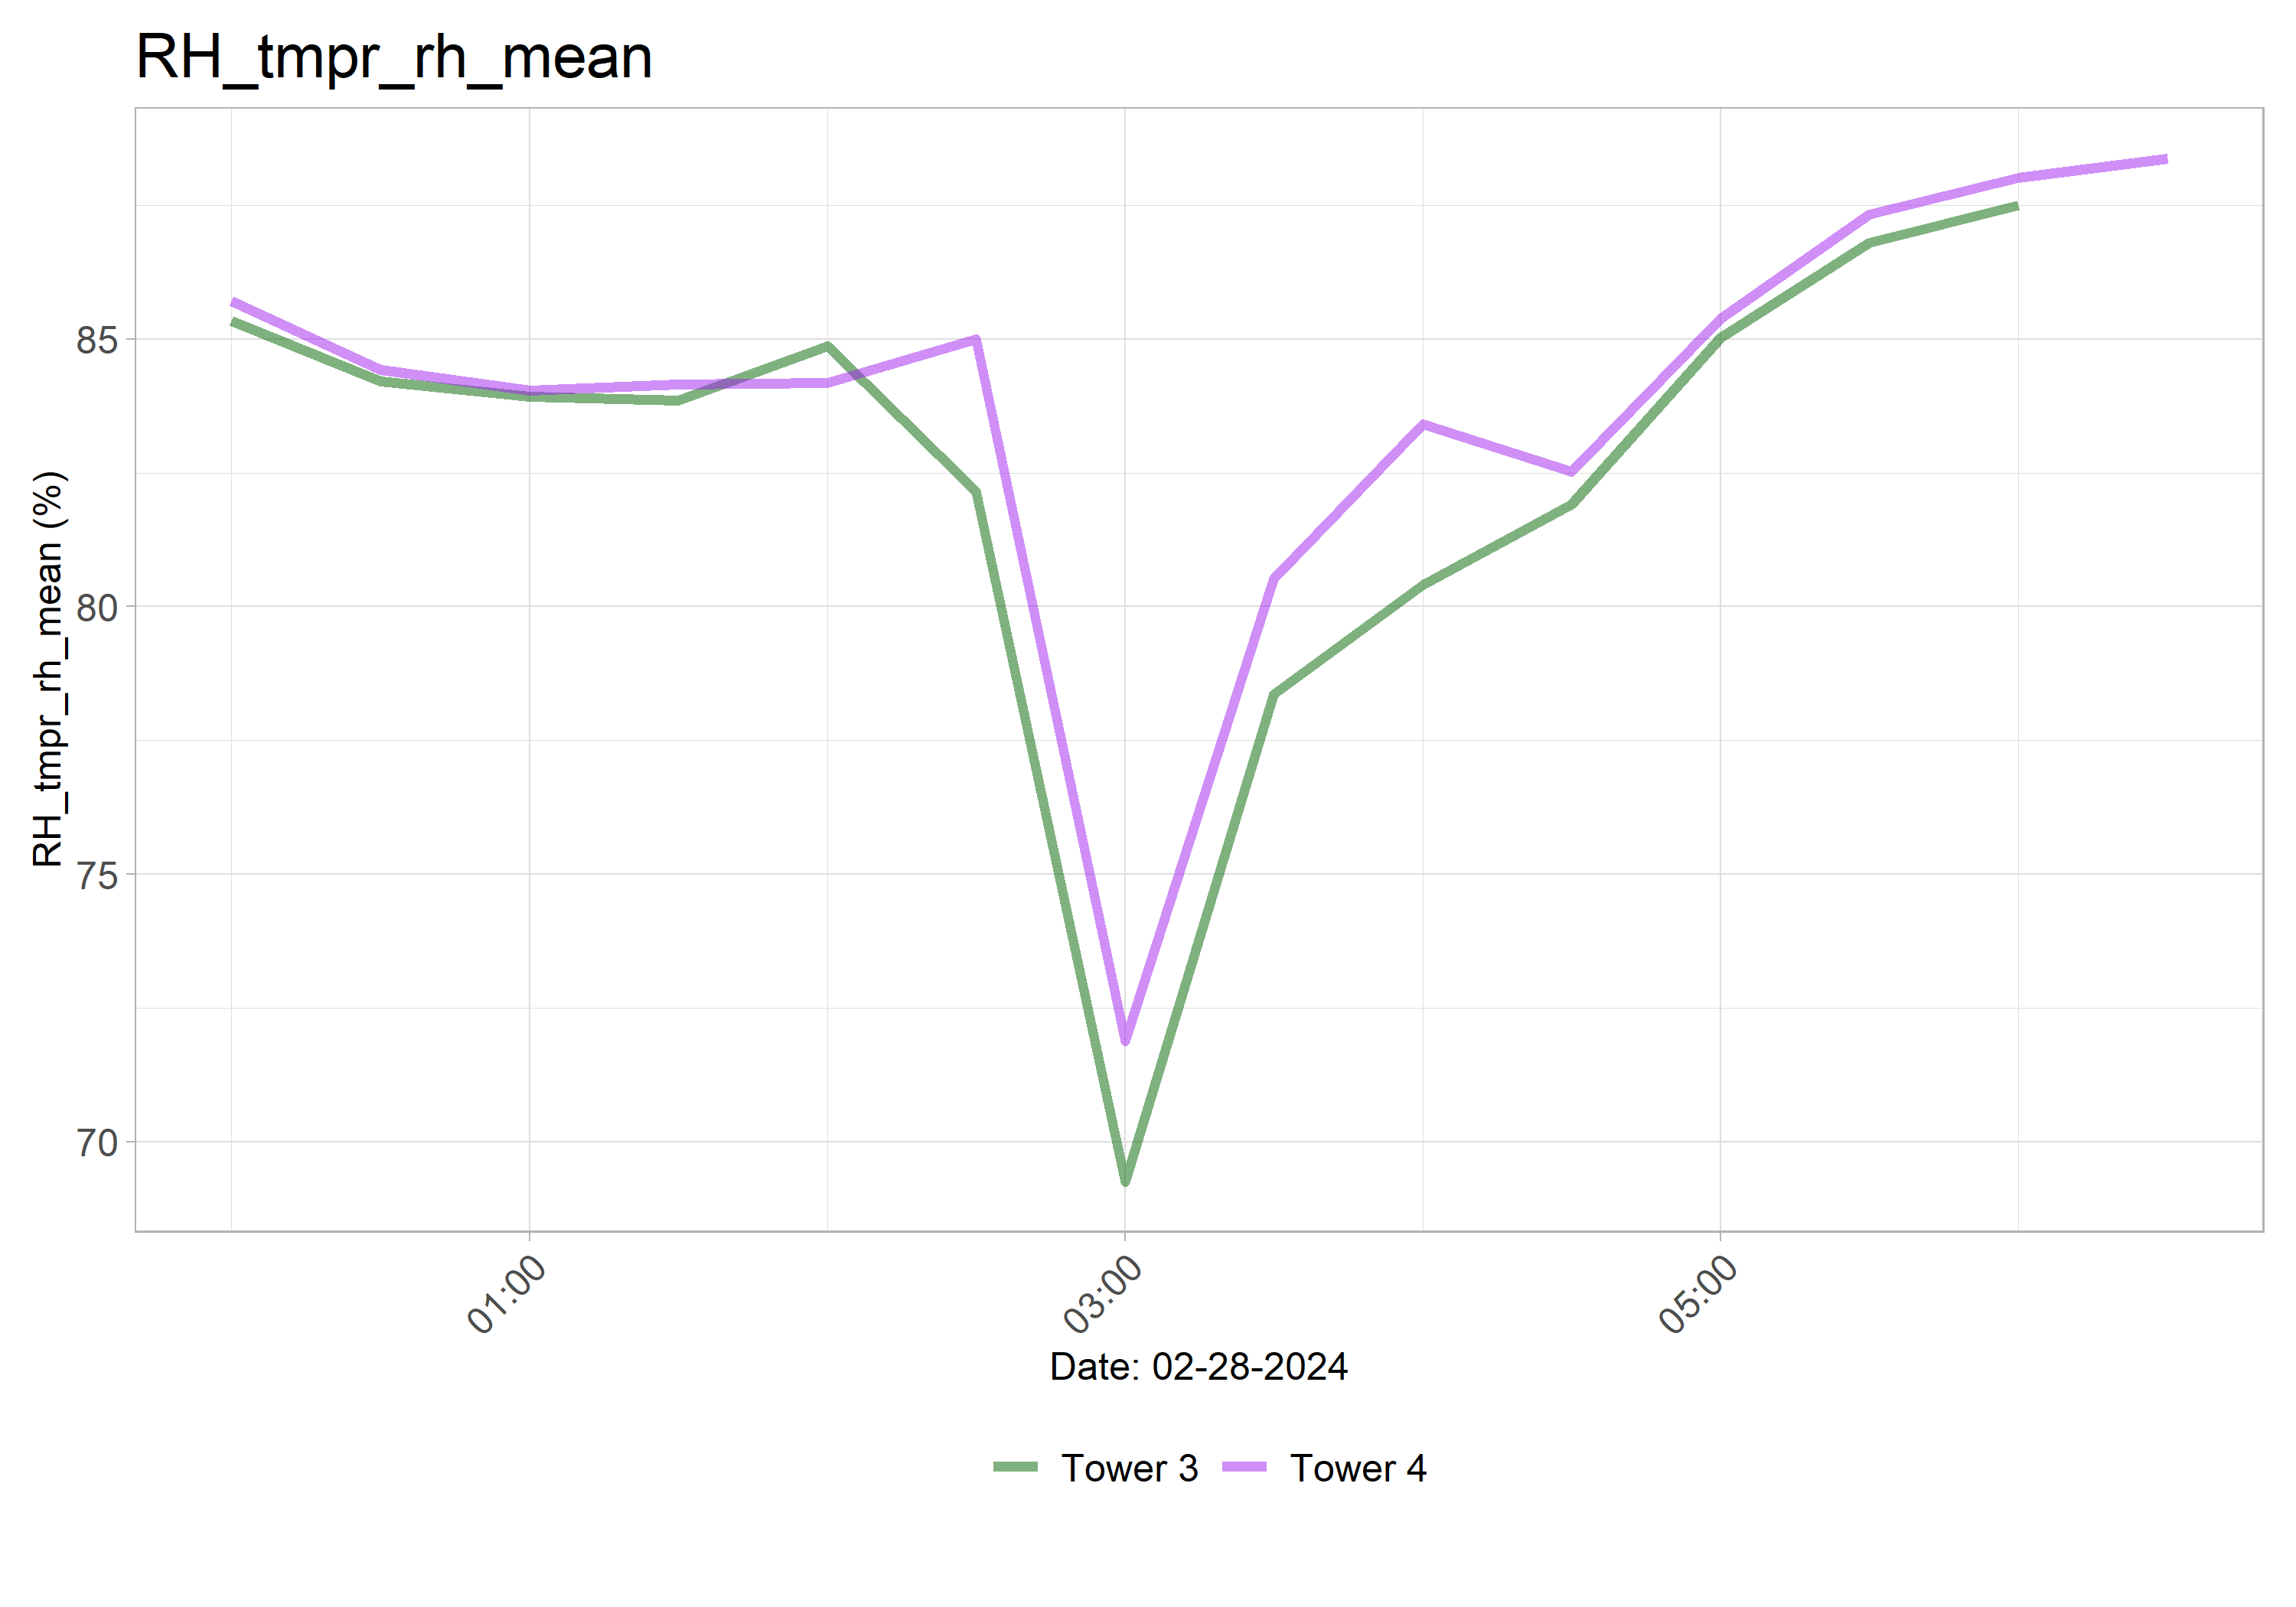 RH_tmpr_rh_mean
RH_tmpr_rh_mean (%)
85
80
75
70
01:00
03:00
05:00
Date: 02-28-2024
Tower 3
Tower 4